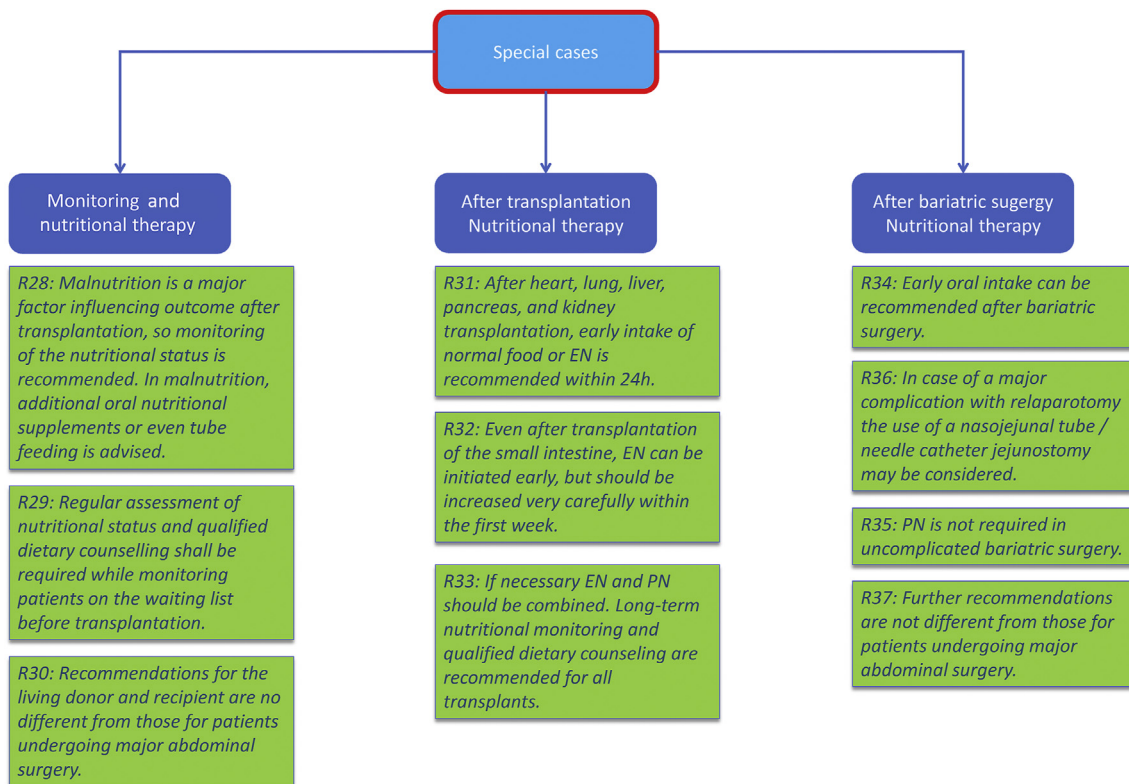 Special cases
Monitoring and
nutritional therapy
R28: Malnutrition is a major
factor influencing outcome after
transplantation, so monitoring
of the nutritional status is
recommended. In malnutrition,
additional oral nutritional
supplements or even tube
feeding is advised.
R29: Regular assessment of
nutritional status and qualified
dietary counselling shall be
required while monitoring
patients on the waiting list
before transplantation.
R30: Recommendations for the
living donor and recipient are no
different from those for patients
undergoing major abdominal
surgery.
After transplantation
Nutritional therapy
R31: After heart, lung, liver,
pancreas, and kidney
transplantation, early intake of
normal food or EN is
recommended within 24h.
R32: Even after transplantation
of the small intestine, EN can be
initiated early, but should be
increased very carefully within
the first week.
R33: If necessary EN and PN
should be combined. Long-term
nutritional monitoring and
qualified dietary counseling are
recommended for all
transplants.
After bariatric sugergy
Nutritional therapy
R34: Early oral intake can be
recommended after bariatric
surgery.
R36: In case of a major
complication with relaparotomy
the use of a nasojejunal tube /
needle catheter jejunostomy
may be considered.
R35: PN is not required in
uncomplicated bariatric surgery.
R37: Further recommendations
are not different from those for
patients undergoing major
abdominal surgery.